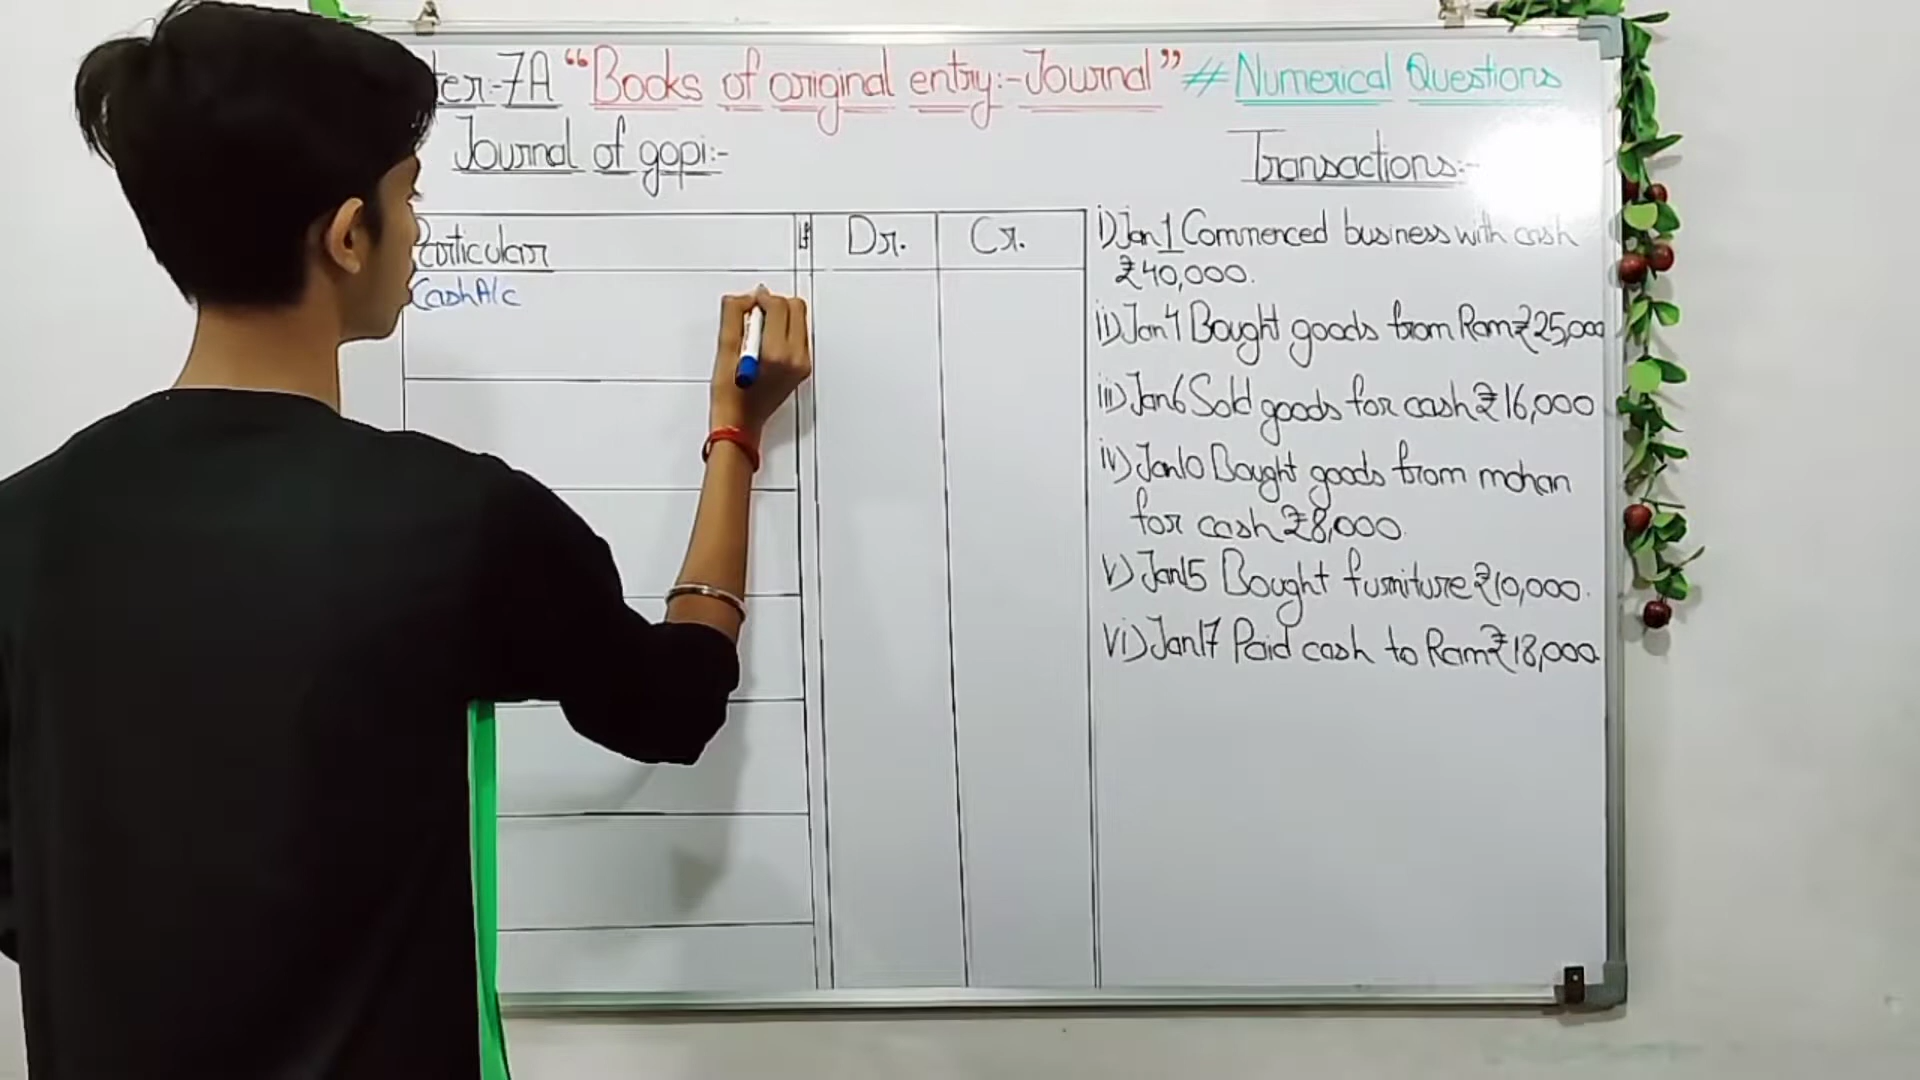 ter:-7A "Books of original entry:-Journal" # Numerical Questions
Journal of gopi:-
Transactions:-
Particular
Dr.
Cr.
Cash A/c
i) Jan 1 Commenced business with cash
₹40,000.
ii) Jan 4 Bought goods from Ram ₹25,000
iii) Jan 6 Sold goods for cash ₹16,000
iv) Jan 10 Bought goods from mohan
for cash ₹8,000.
v) Jan 15 Bought furniture ₹10,000.
vi) Jan 17 Paid cash to Ram ₹18,000